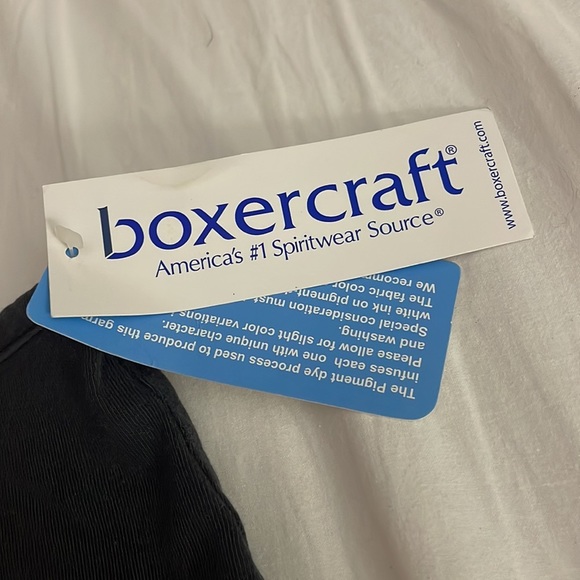 boxercraft®
America's #1 Spiritwear Source®
www.boxercraft.com
The Pigment dye process used to produce this
infuses each one with unique character.
Please allow for slight color variations
and washing.
Special consideration must
white ink on
The fabric color
We